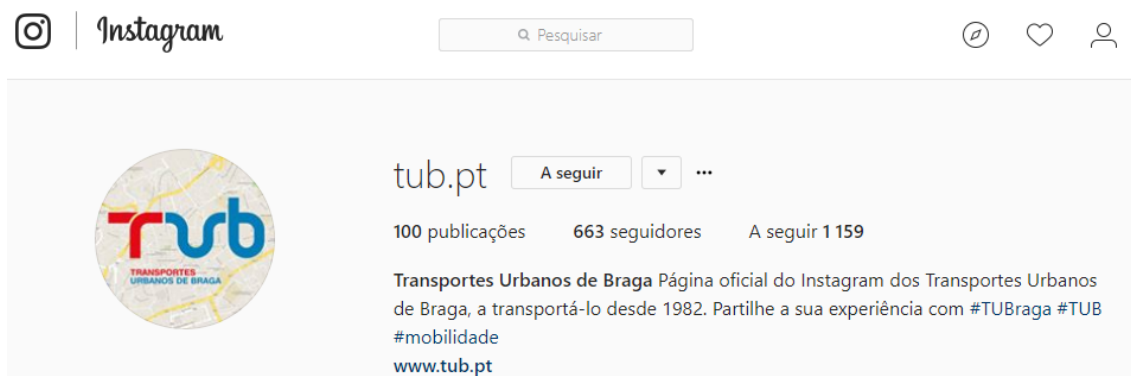 Instagram
Pesquisar
TUB
TRANSPORTES
URBANOS DE BRAGA
tub.pt A seguir
100 publicações 663 seguidores A seguir 1 159
Transportes Urbanos de Braga Página oficial do Instagram dos Transportes Urbanos
de Braga, a transportá-lo desde 1982. Partilhe a sua experiência com #TUBraga #TUB
#mobilidade
www.tub.pt